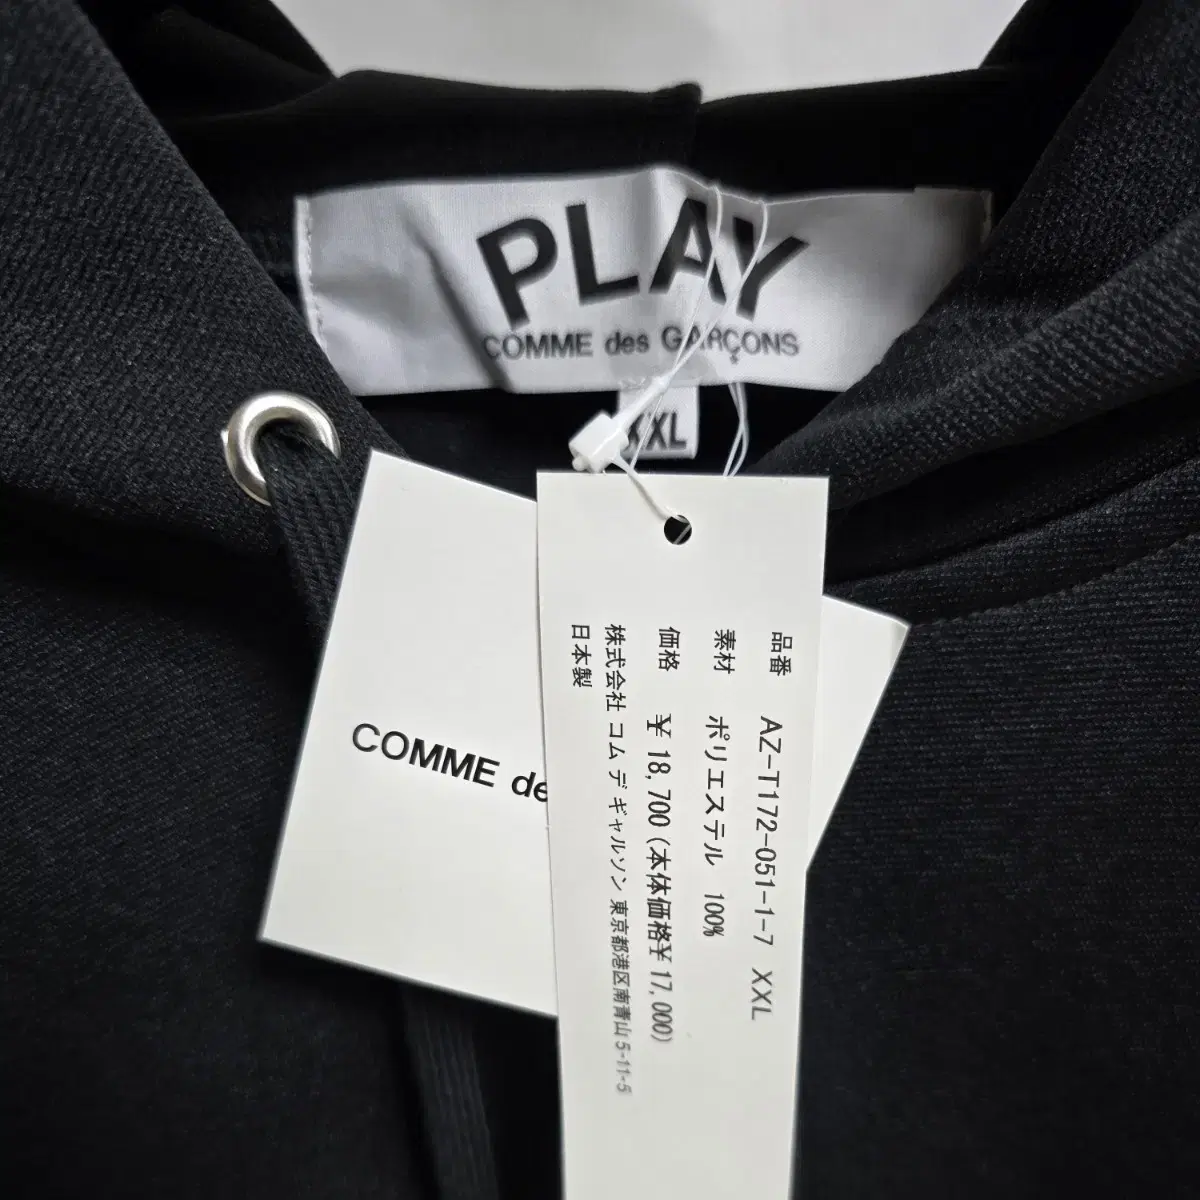 PLAY
COMME des GARÇONS
XXL
COMME de
品番 AZ-T172-051-1-7 XXL
素材 ポリエステル 100%
価格 ¥ 18,700 (本体価格¥ 17,000)
株式会社 コム デ ギャルソン 東京都港区南青山 5-11-5
日本製